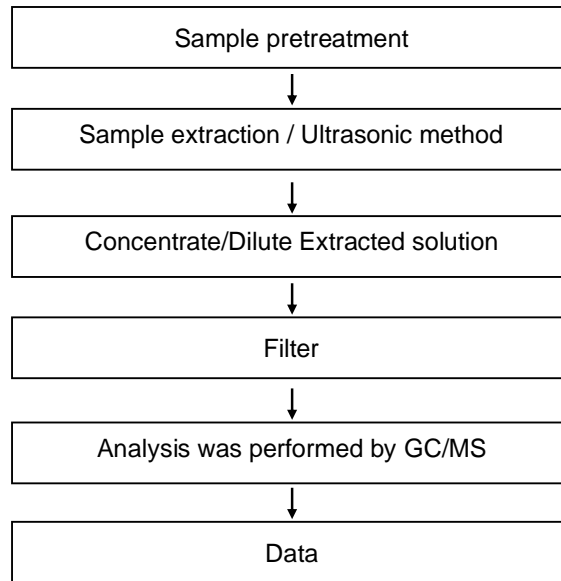 Sample pretreatment
Sample extraction / Ultrasonic method
Concentrate/Dilute Extracted solution
Filter
Analysis was performed by GC/MS
Data